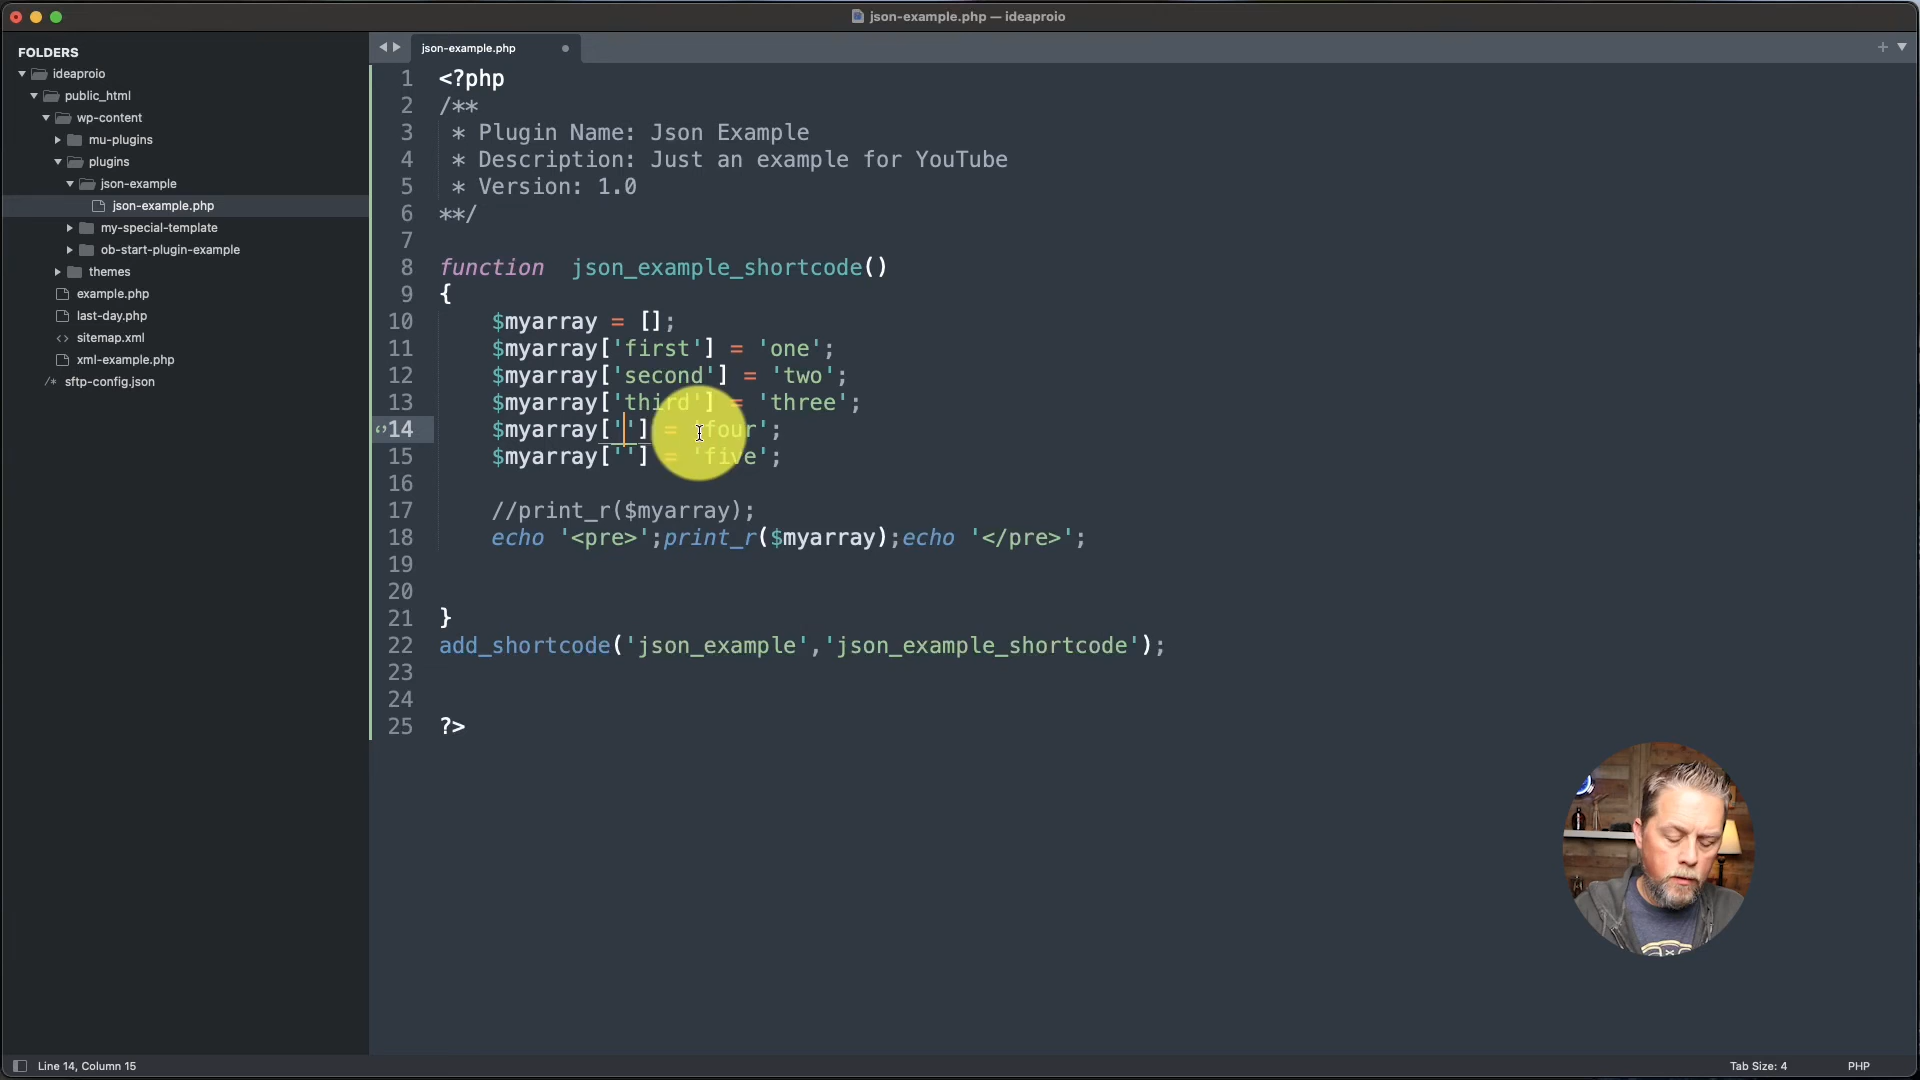 json-example.php — ideaproio
FOLDERS
ideaproio
public_html
wp-content
mu-plugins
plugins
json-example
json-example.php
my-special-template
ob-start-plugin-example
themes
example.php
last-day.php
sitemap.xml
xml-example.php
sftp-config.json
json-example.php
1 <?php
2 /**
3 * Plugin Name: Json Example
4 * Description: Just an example for YouTube
5 * Version: 1.0
6 **/
7
8 function json_example_shortcode()
9 {
10 $myarray = [];
11 $myarray['first'] = 'one';
12 $myarray['second'] = 'two';
13 $myarray['third'] = 'three';
14 $myarray[''] = 'four';
15 $myarray[''] = 'five';
16
17 //print_r($myarray);
18 echo '<pre>';print_r($myarray);echo '</pre>';
19
20
21 }
22 add_shortcode('json_example','json_example_shortcode');
23
24
25 ?>
Line 14, Column 15
Tab Size: 4
PHP